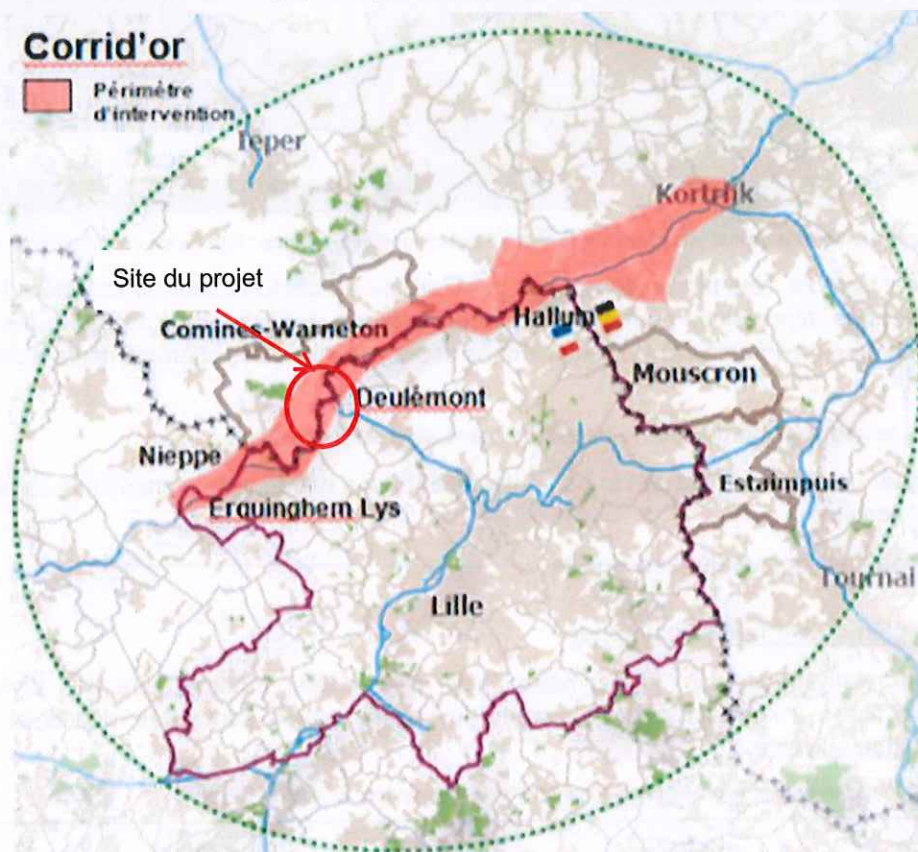 Corrid'or
Périmètre
d'intervention
Ieper
Kortrijk
Site du projet
Comines-Warneton
Halluin
Mouscron
Deulémont
Nieppe
Estaimpuis
Erquinghem Lys
Tournai
Lille